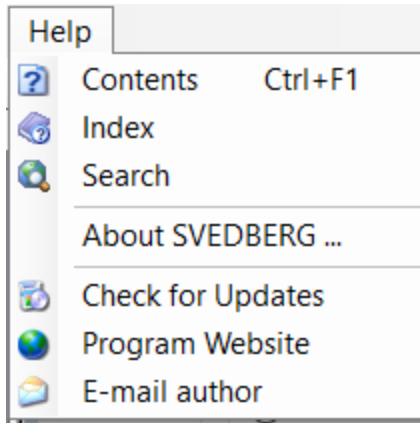 Help
Contents Ctrl+F1
Index
Search
About SVEDBERG ...
Check for Updates
Program Website
E-mail author